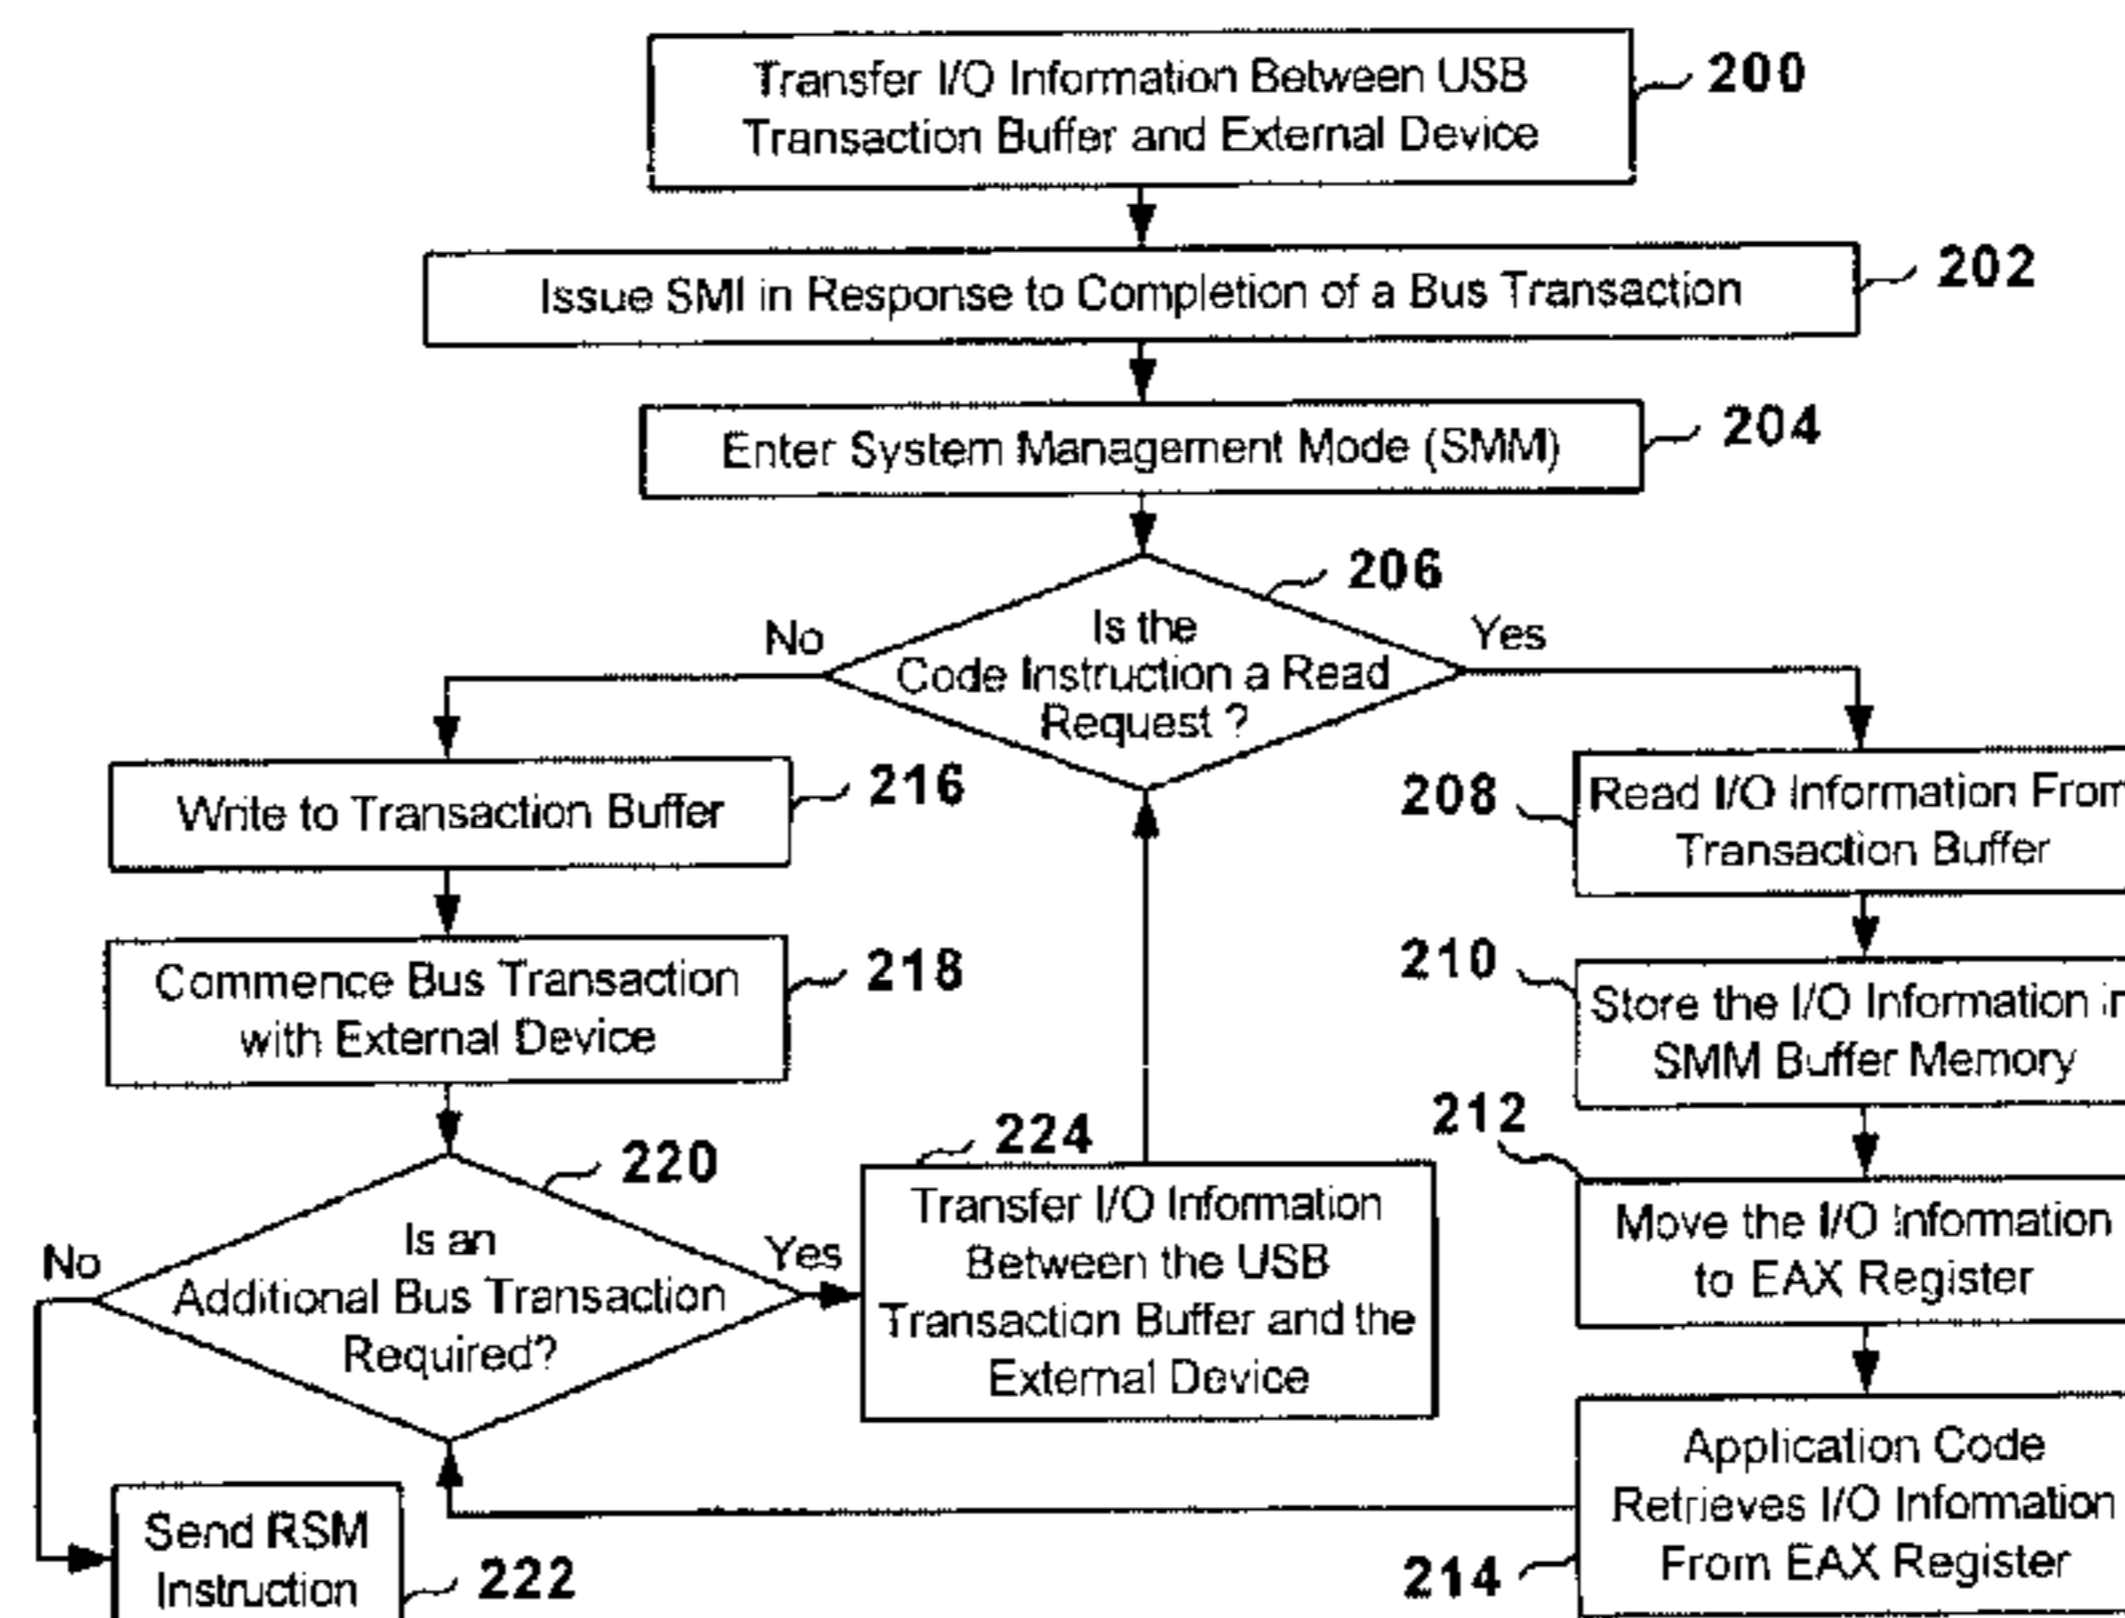 Transfer I/O Information Between USB
Transaction Buffer and External Device
200
Issue SMI in Response to Completion of a Bus Transaction
202
Enter System Management Mode (SMM)
204
206
Is the
Code Instruction a Read
Request ?
No
Yes
Write to Transaction Buffer
216
208
Read I/O Information From
Transaction Buffer
Commence Bus Transaction
with External Device
218
210
Store the I/O Information in
SMM Buffer Memory
220
Is an
Additional Bus Transaction
Required?
No
Yes
224
Transfer I/O Information
Between the USB
Transaction Buffer and the
External Device
212
Move the I/O Information
to EAX Register
Send RSM
Instruction
222
214
Application Code
Retrieves I/O Information
From EAX Register